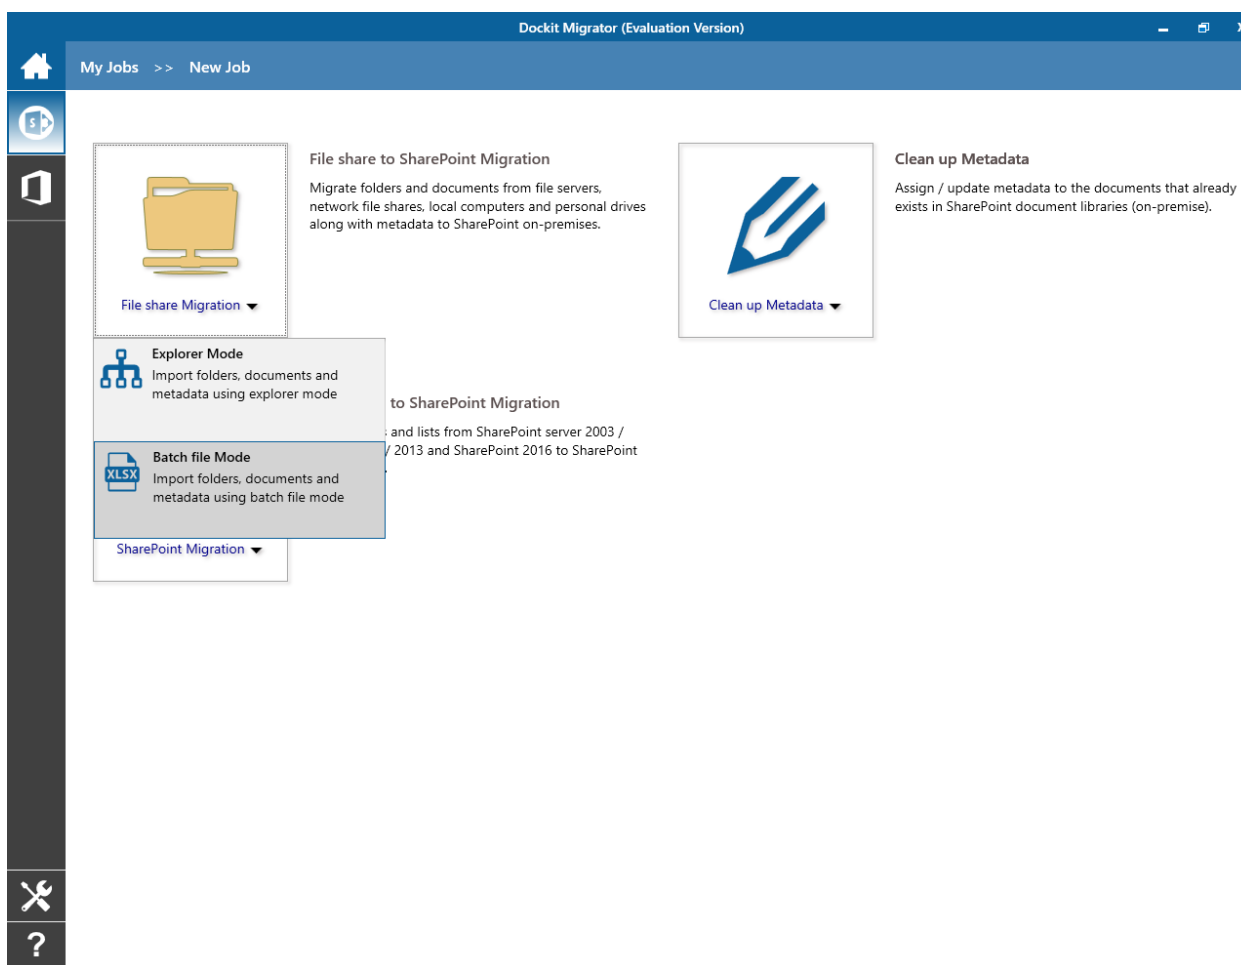 Dockit Migrator (Evaluation Version)
My Jobs >> New Job
S
File share to SharePoint Migration
Migrate folders and documents from file servers,
network file shares, local computers and personal drives
along with metadata to SharePoint on-premises.
File share Migration
Clean up Metadata
Assign / update metadata to the documents that already
exists in SharePoint document libraries (on-premise).
Clean up Metadata
Explorer Mode
Import folders, documents and
metadata using explorer mode
XLSX
Batch file Mode
Import folders, documents and
metadata using batch file mode
to SharePoint Migration
and lists from SharePoint server 2003 /
/ 2013 and SharePoint 2016 to SharePoint
SharePoint Migration
?